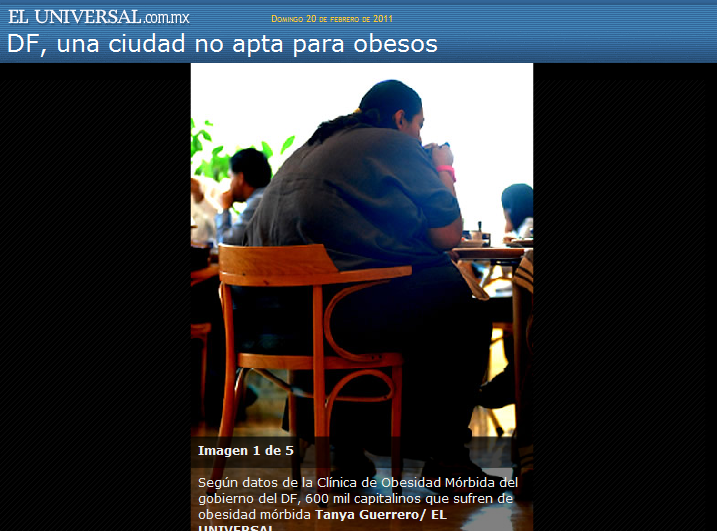 EL UNIVERSAL.com.mx
Domingo 20 de febrero de 2011
DF, una ciudad no apta para obesos
Imagen 1 de 5
Según datos de la Clínica de Obesidad Mórbida del
gobierno del DF, 600 mil capitalinos que sufren de
obesidad mórbida Tanya Guerrero/ EL
UNIVERSAL